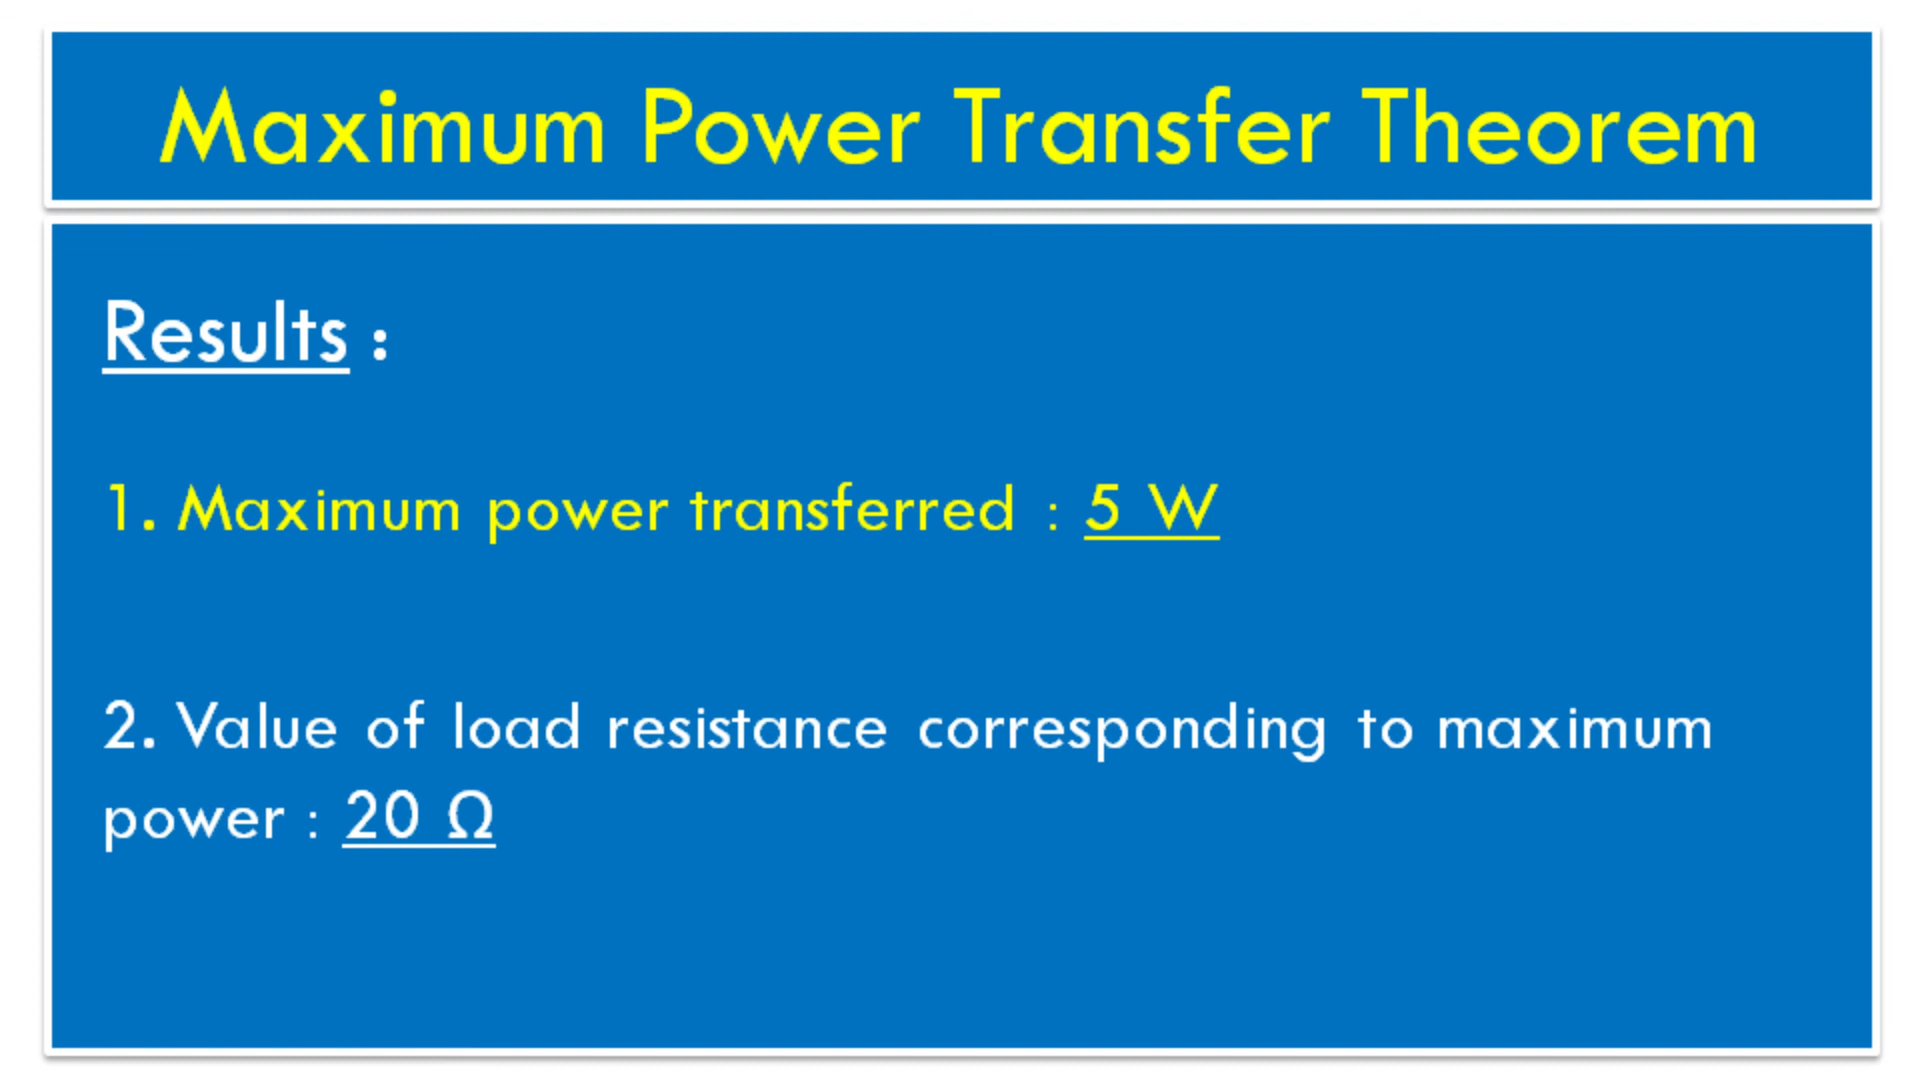 Maximum Power Transfer Theorem
Results :
1. Maximum power transferred : 5 W
2. Value of load resistance corresponding to maximum
power : 20 Ω